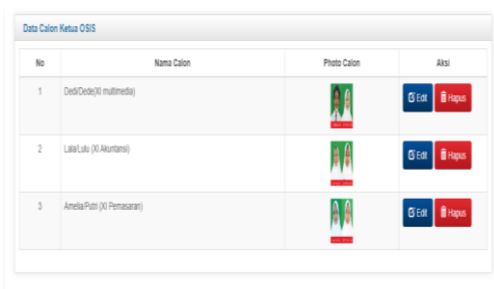 Data Calon Ketua OSIS
No Nama Calon Photo Calon Aksi
1 Dedi/Dede(XI multimedia) Edit Hapus
2 Lala/Lulu (XI Akuntansi) Edit Hapus
3 Amelia/Putri (XI Pemasaran) Edit Hapus